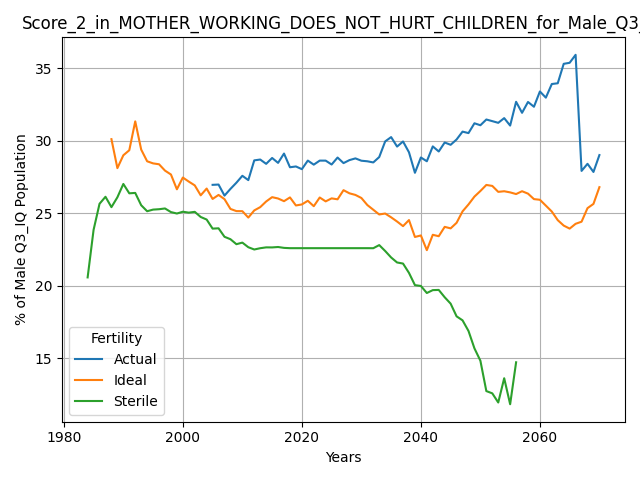 Score_2_in_MOTHER_WORKING_DOES_NOT_HURT_CHILDREN_for_Male_Q3_
% of Male Q3_IQ Population
35
30
25
20
15
Fertility
Actual
Ideal
Sterile
1980
2000
2020
2040
2060
Years